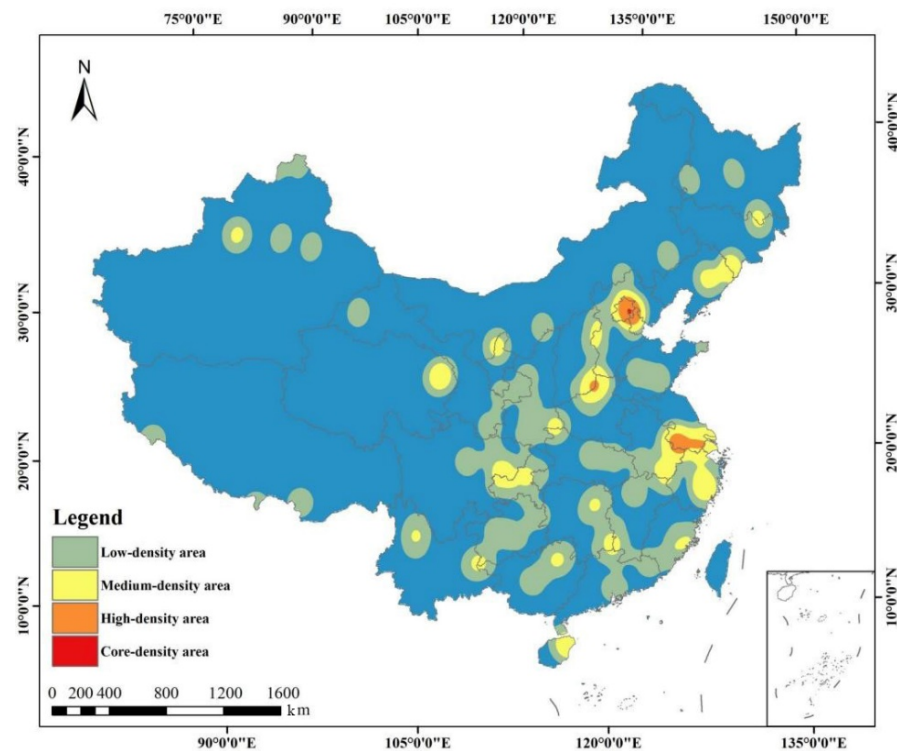 75°0'0"E 90°0'0"E 105°0'0"E 120°0'0"E 135°0'0"E 150°0'0"E
N
40°0'0"N 40°0'0"N
30°0'0"N 30°0'0"N
20°0'0"N 20°0'0"N
10°0'0"N 10°0'0"N
Legend
Low-density area
Medium-density area
High-density area
Core-density area
0 200 400 800 1200 1600
km
90°0'0"E 105°0'0"E 120°0'0"E 135°0'0"E